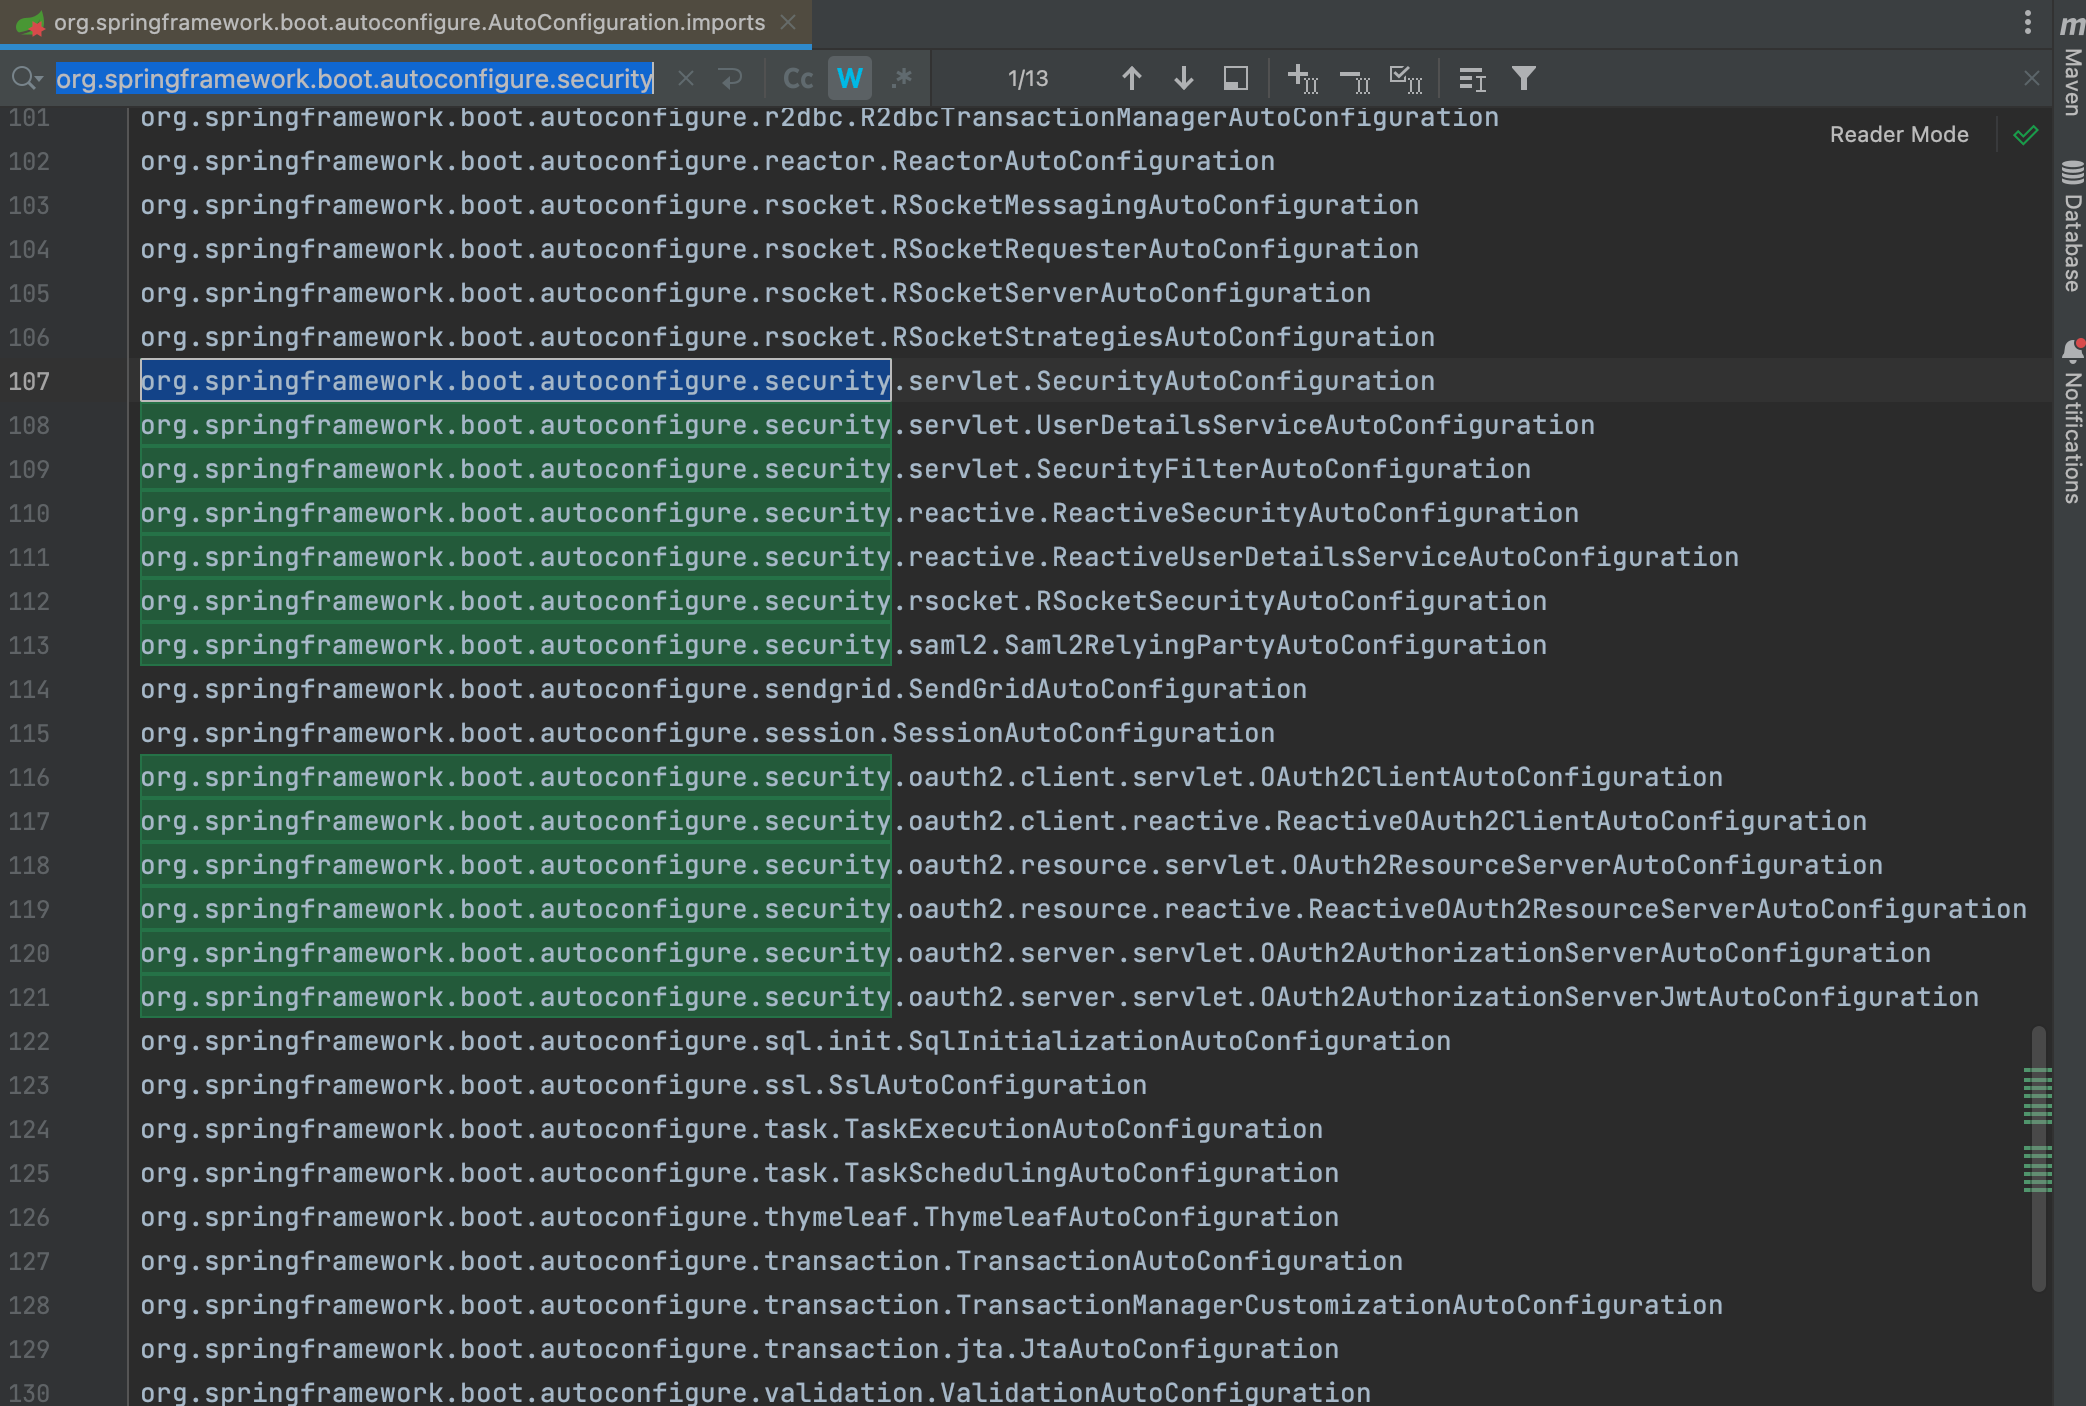 org.springframework.boot.autoconfigure.AutoConfiguration.imports
org.springframework.boot.autoconfigure.security
Cc W .* 1/13
Reader Mode
101 org.springframework.boot.autoconfigure.r2dbc.R2dbcTransactionManagerAutoConfiguration
102 org.springframework.boot.autoconfigure.reactor.ReactorAutoConfiguration
103 org.springframework.boot.autoconfigure.rsocket.RSocketMessagingAutoConfiguration
104 org.springframework.boot.autoconfigure.rsocket.RSocketRequesterAutoConfiguration
105 org.springframework.boot.autoconfigure.rsocket.RSocketServerAutoConfiguration
106 org.springframework.boot.autoconfigure.rsocket.RSocketStrategiesAutoConfiguration
107 org.springframework.boot.autoconfigure.security.servlet.SecurityAutoConfiguration
108 org.springframework.boot.autoconfigure.security.servlet.UserDetailsServiceAutoConfiguration
109 org.springframework.boot.autoconfigure.security.servlet.SecurityFilterAutoConfiguration
110 org.springframework.boot.autoconfigure.security.reactive.ReactiveSecurityAutoConfiguration
111 org.springframework.boot.autoconfigure.security.reactive.ReactiveUserDetailsServiceAutoConfiguration
112 org.springframework.boot.autoconfigure.security.rsocket.RSocketSecurityAutoConfiguration
113 org.springframework.boot.autoconfigure.security.saml2.Saml2RelyingPartyAutoConfiguration
114 org.springframework.boot.autoconfigure.sendgrid.SendGridAutoConfiguration
115 org.springframework.boot.autoconfigure.session.SessionAutoConfiguration
116 org.springframework.boot.autoconfigure.security.oauth2.client.servlet.OAuth2ClientAutoConfiguration
117 org.springframework.boot.autoconfigure.security.oauth2.client.reactive.ReactiveOAuth2ClientAutoConfiguration
118 org.springframework.boot.autoconfigure.security.oauth2.resource.servlet.OAuth2ResourceServerAutoConfiguration
119 org.springframework.boot.autoconfigure.security.oauth2.resource.reactive.ReactiveOAuth2ResourceServerAutoConfiguration
120 org.springframework.boot.autoconfigure.security.oauth2.server.servlet.OAuth2AuthorizationServerAutoConfiguration
121 org.springframework.boot.autoconfigure.security.oauth2.server.servlet.OAuth2AuthorizationServerJwtAutoConfiguration
122 org.springframework.boot.autoconfigure.sql.init.SqlInitializationAutoConfiguration
123 org.springframework.boot.autoconfigure.ssl.SslAutoConfiguration
124 org.springframework.boot.autoconfigure.task.TaskExecutionAutoConfiguration
125 org.springframework.boot.autoconfigure.task.TaskSchedulingAutoConfiguration
126 org.springframework.boot.autoconfigure.thymeleaf.ThymeleafAutoConfiguration
127 org.springframework.boot.autoconfigure.transaction.TransactionAutoConfiguration
128 org.springframework.boot.autoconfigure.transaction.TransactionManagerCustomizationAutoConfiguration
129 org.springframework.boot.autoconfigure.transaction.jta.JtaAutoConfiguration
130 org.springframework.boot.autoconfigure.validation.ValidationAutoConfiguration
m
Maven
Database
Notifications